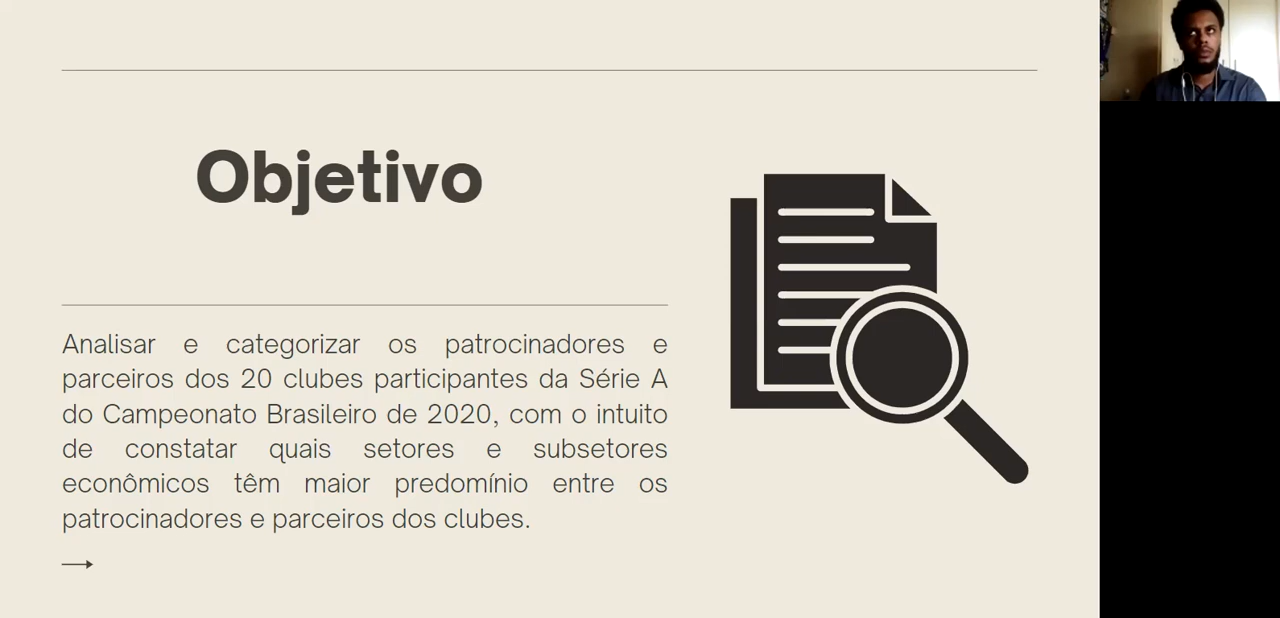 Objetivo
Analisar e categorizar os patrocinadores e
parceiros dos 20 clubes participantes da Série A
do Campeonato Brasileiro de 2020, com o intuito
de constatar quais setores e subsetores
econômicos têm maior predomínio entre os
patrocinadores e parceiros dos clubes.